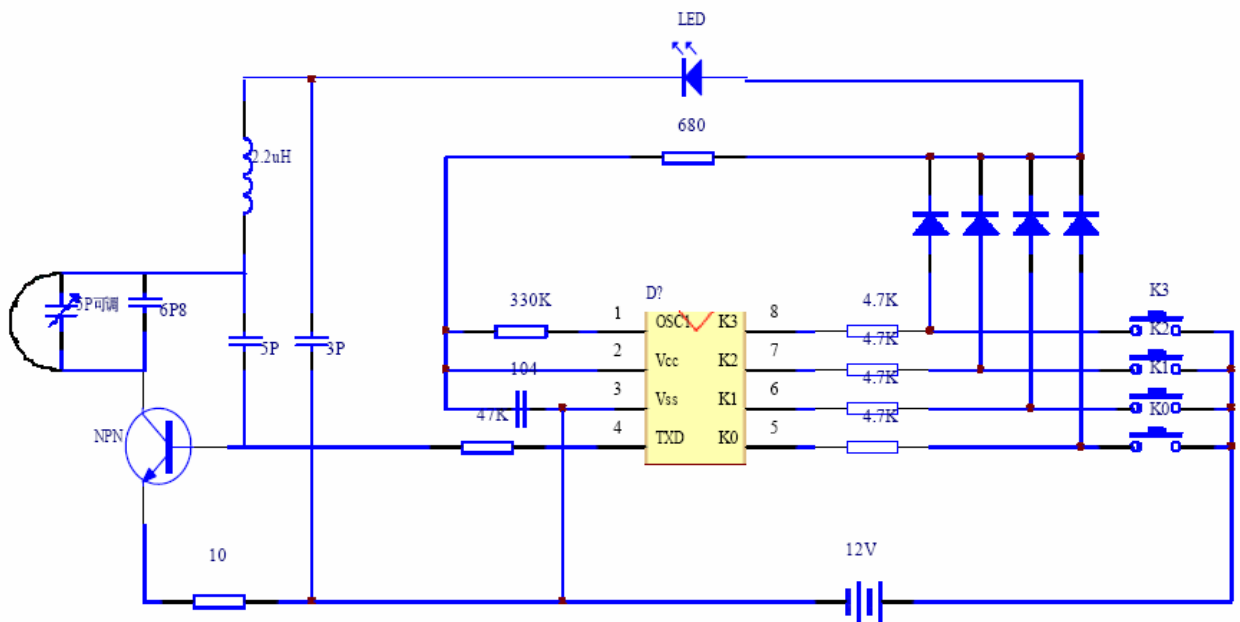 LED
680
2.2uH
5P可调
6P8
5P
3P
D?
330K
1
OSC1
K3
8
4.7K
K3
2
Vcc
K2
7
4.7K
K2
104
3
Vss
K1
6
4.7K
K1
47K
4
TXD
K0
5
4.7K
K0
NPN
10
12V